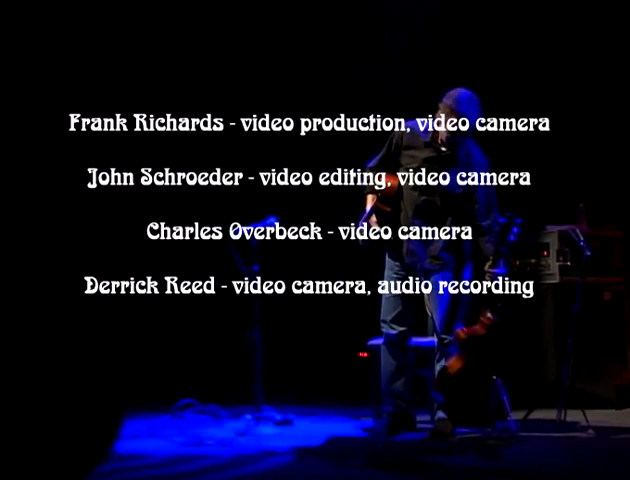 Frank Richards - video production, video camera
John Schroeder - video editing, video camera
Charles Overbeck - video camera
Derrick Reed - video camera, audio recording